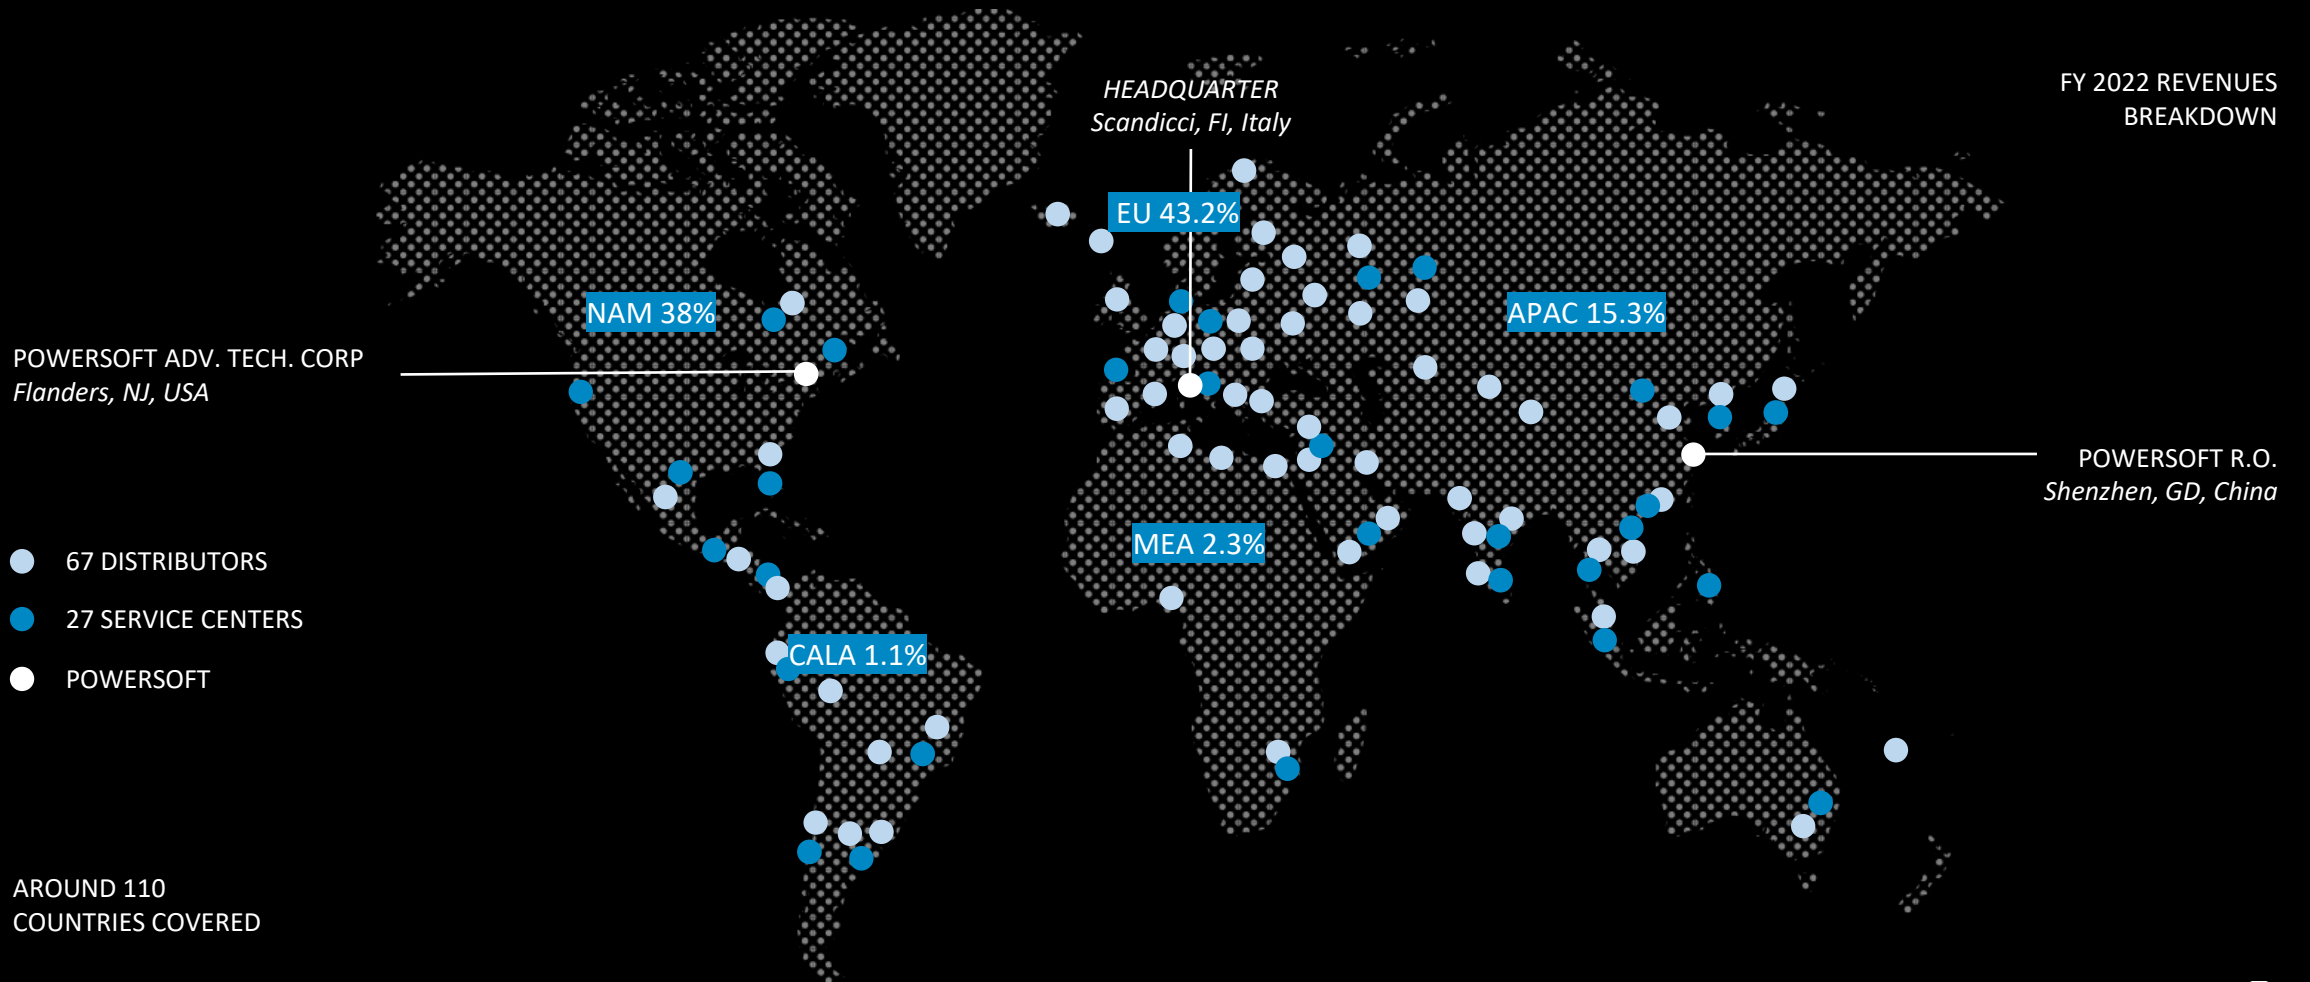 HEADQUARTER
Scandicci, FI, Italy
FY 2022 REVENUES
BREAKDOWN
EU 43.2%
NAM 38%
APAC 15.3%
POWERSOFT ADV. TECH. CORP
Flanders, NJ, USA
POWERSOFT R.O.
Shenzhen, GD, China
MEA 2.3%
67 DISTRIBUTORS
27 SERVICE CENTERS
CALA 1.1%
POWERSOFT
AROUND 110
COUNTRIES COVERED